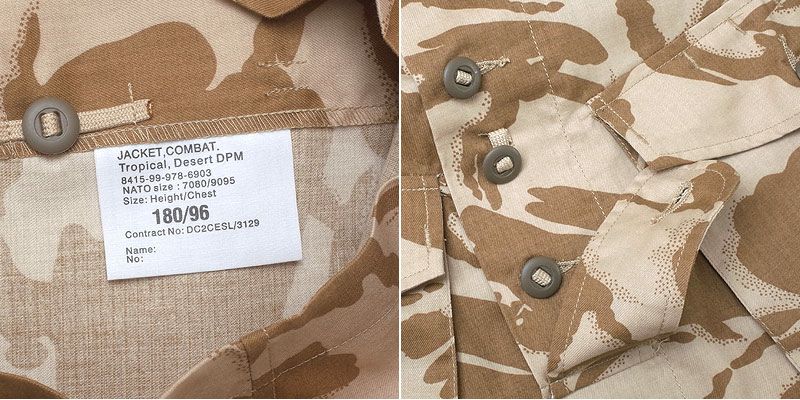 JACKET,COMBAT.
Tropical, Desert DPM
8415-99-978-6903
NATO size : 7080/9095
Size: Height/Chest
180/96
Contract No: DC2CESL/3129
Name:
No: